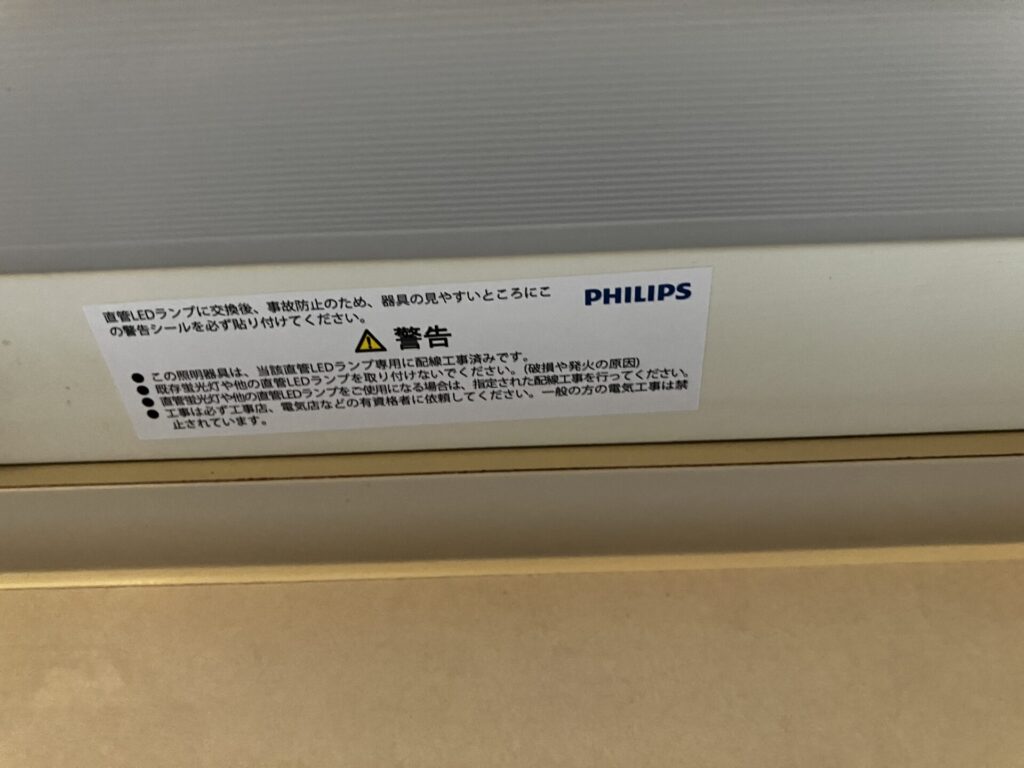 直管LEDランプに交換後、事故防止のため、器具の見やすいところにこ
の警告シールを必ず貼り付けてください。
PHILIPS
警告
● この照明器具は、当該直管LEDランプ専用に配線工事済みです。
● 既存蛍光灯や他の直管LEDランプを取り付けないでください。(破損や発火の原因)
● 直管蛍光灯や他の直管LEDランプをご使用になる場合は、指定された配線工事を行ってください。
● 工事は必ず工事店、電気店などの有資格者に依頼してください。一般の方の電気工事は禁
止されています。